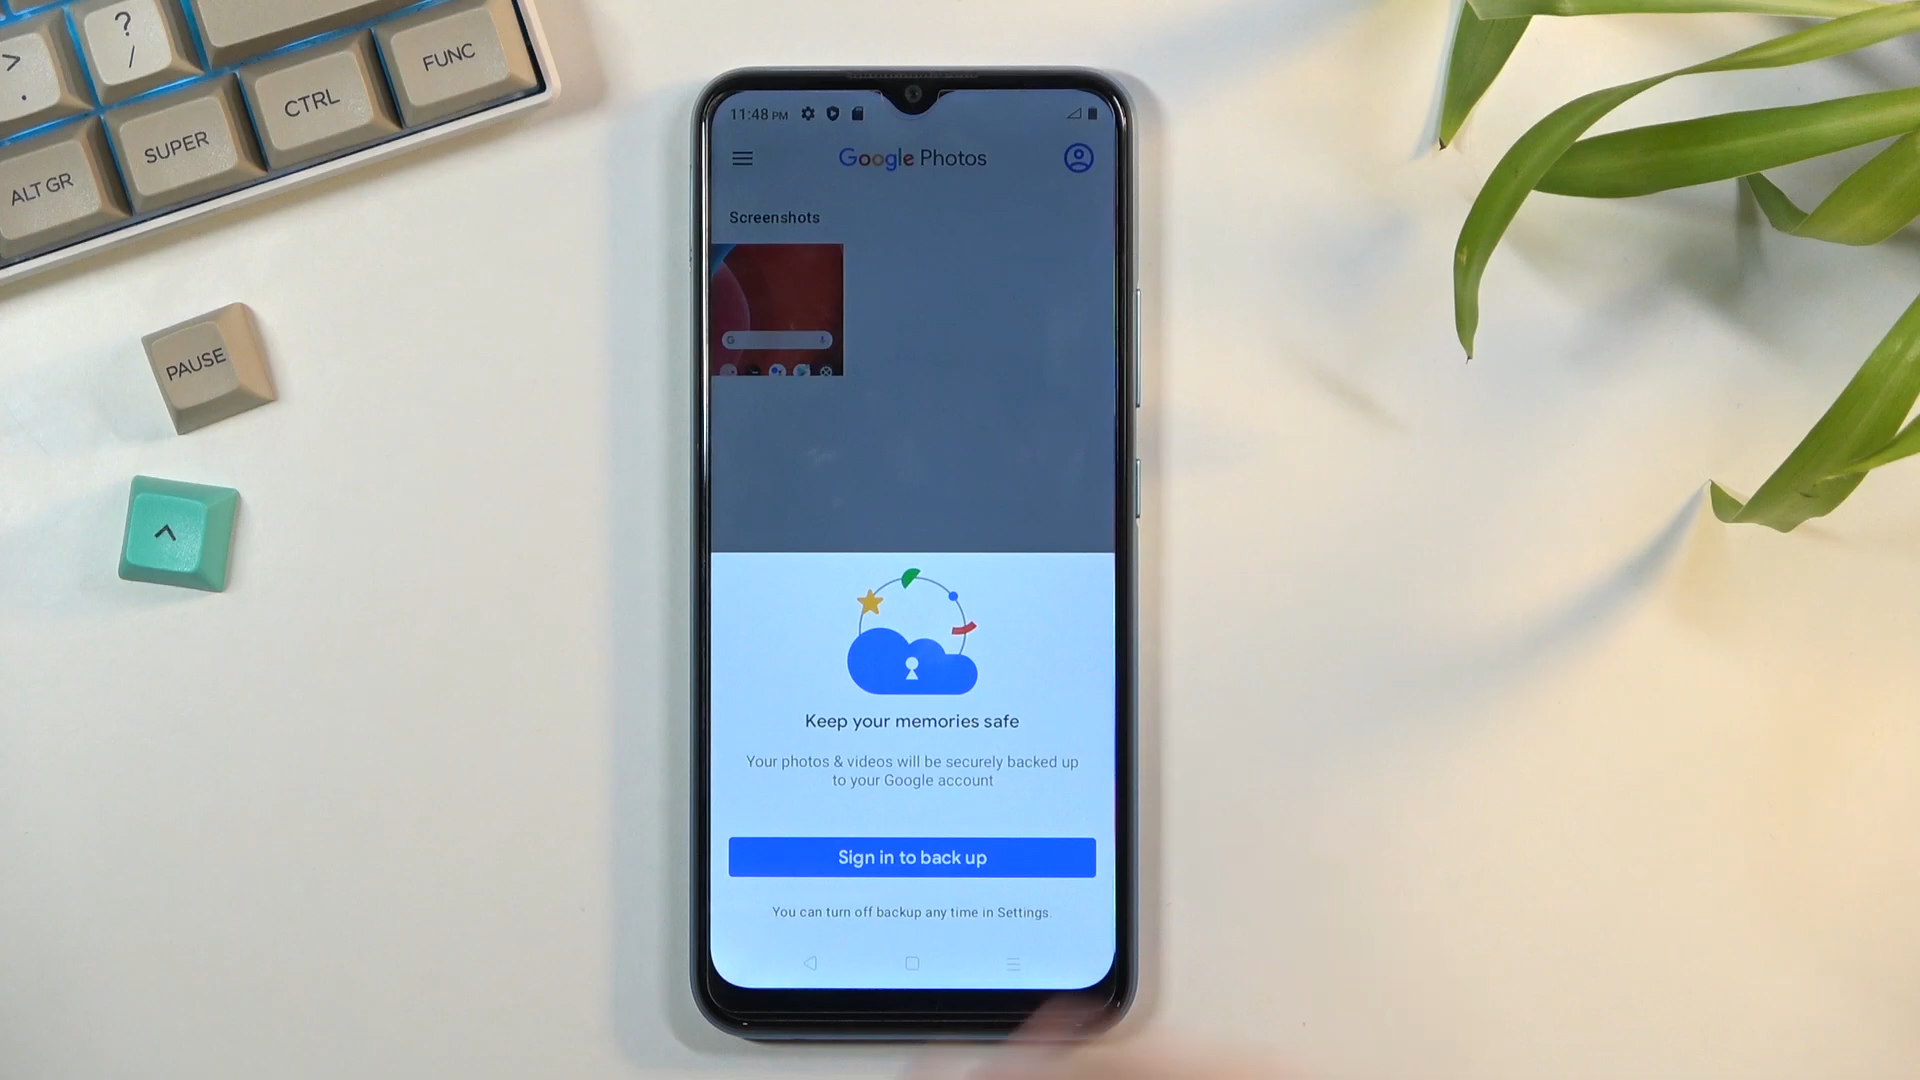 >
.
?
/
FUNC
CTRL
SUPER
ALT GR
PAUSE
^
11:48 PM
Google Photos
Screenshots
G
Keep your memories safe
Your photos & videos will be securely backed up
to your Google account
Sign in to back up
You can turn off backup any time in Settings.